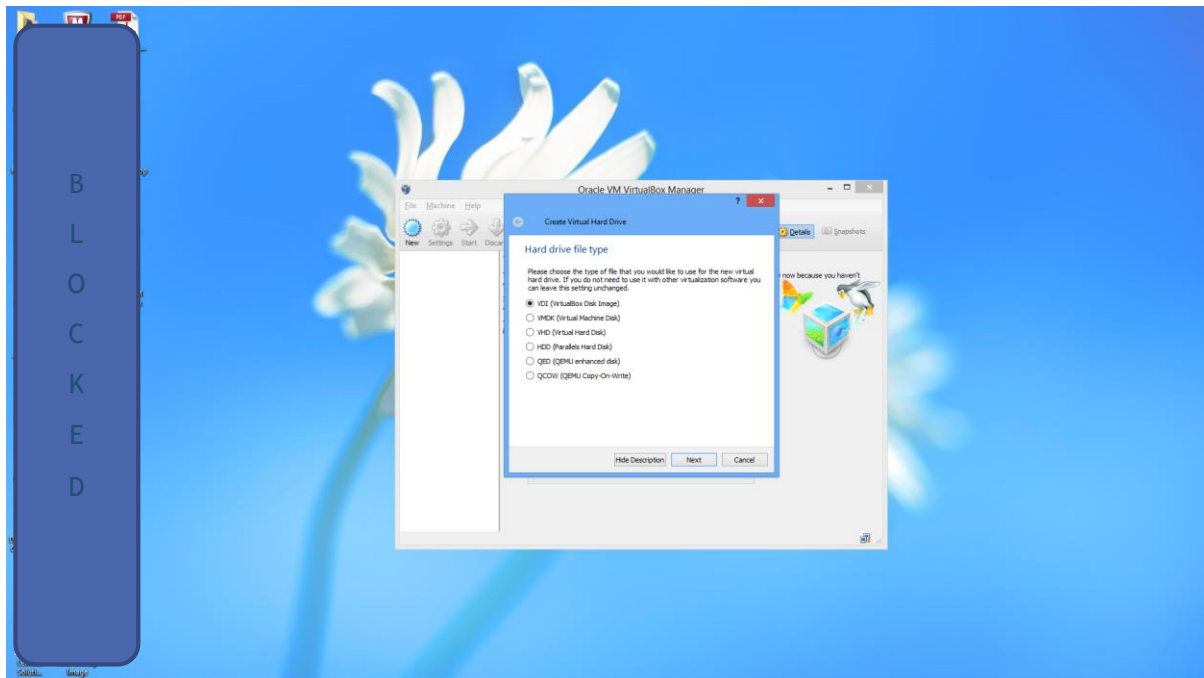 PDF
B
L
O
C
K
E
D
Oracle VM VirtualBox Manager
File Machine Help
New Settings Start Discar
Details Snapshots
Create Virtual Hard Drive
Hard drive file type
Please choose the type of file that you would like to use for the new virtual
hard drive. If you do not need to use it with other virtualization software you
can leave this setting unchanged.
now because you haven't
VDI (VirtualBox Disk Image)
VMDK (Virtual Machine Disk)
VHD (Virtual Hard Disk)
HDD (Parallels Hard Disk)
QED (QEMU enhanced disk)
QCOW (QEMU Copy-On-Write)
Hide Description Next Cancel
Soluti... Image